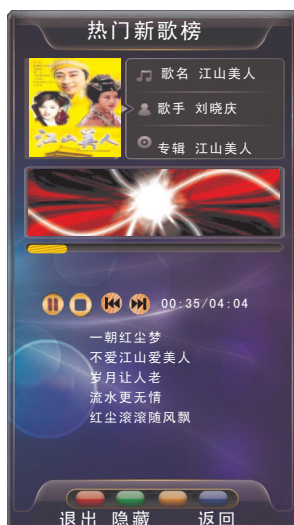 热门新歌榜
江山美人
歌名 江山美人
歌手 刘晓庆
专辑 江山美人
00:35/04:04
一朝红尘梦
不爱江山爱美人
岁月让人老
流水更无情
红尘滚滚随风飘
退出 隐藏 返回